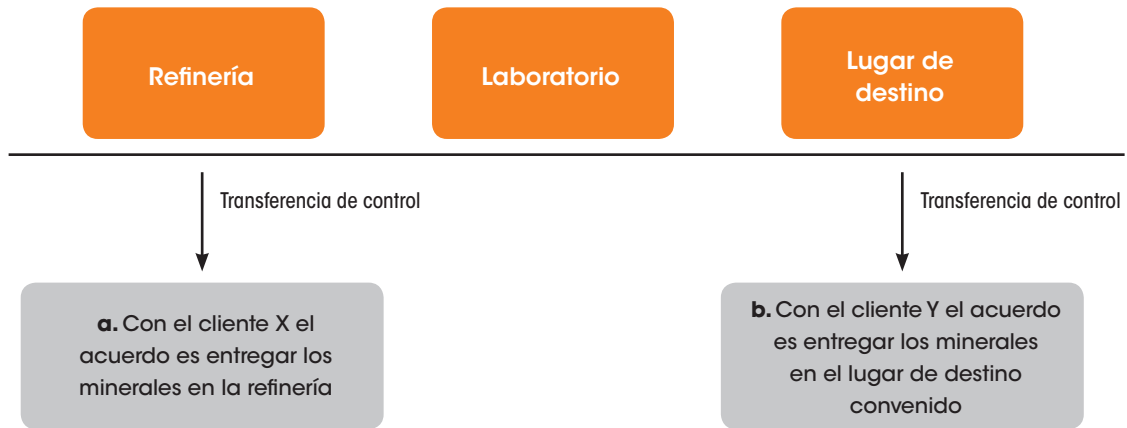 Refinería
Laboratorio
Lugar de
destino
Transferencia de control
Transferencia de control
a. Con el cliente X el
acuerdo es entregar los
minerales en la refinería
b. Con el cliente Y el acuerdo
es entregar los minerales
en el lugar de destino
convenido